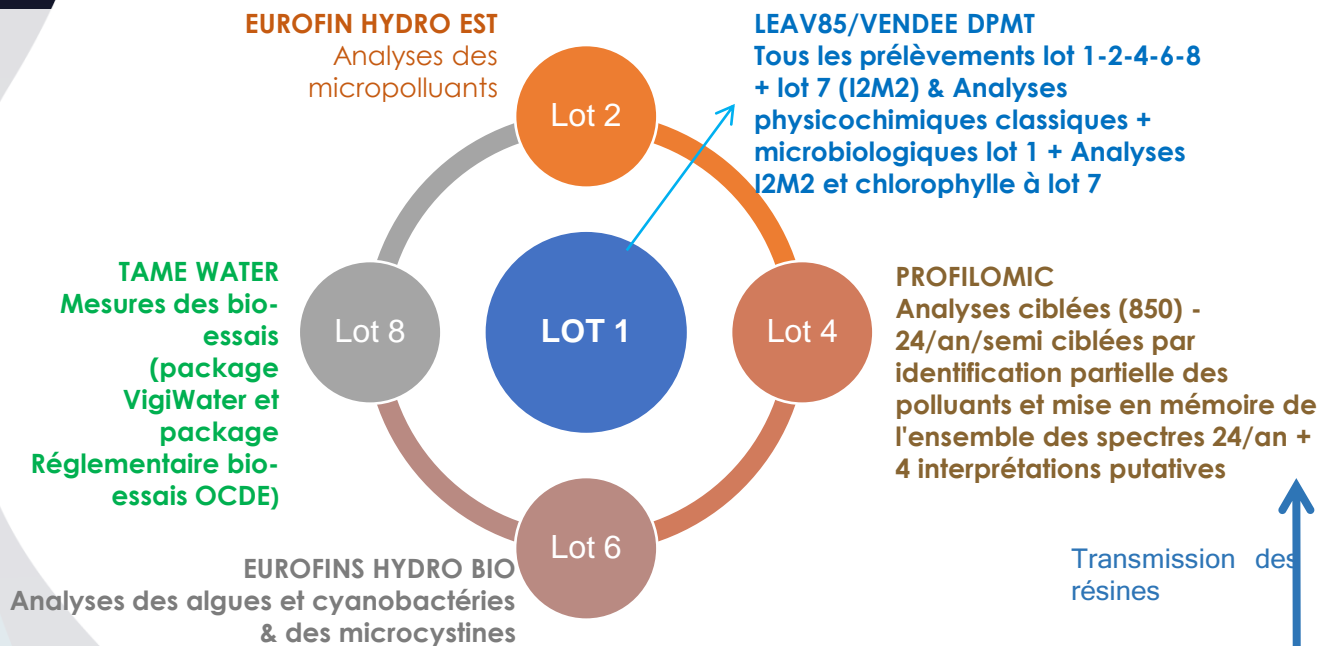 EUROFIN HYDRO EST
Analyses des
micropolluants
Lot 2
LEAV85/VENDEE DPMT
Tous les prélèvements lot 1-2-4-6-8
+ lot 7 (I2M2) & Analyses
physicochimiques classiques +
microbiologiques lot 1 + Analyses
I2M2 et chlorophylle à lot 7
TAME WATER
Mesures des bio-
essais
(package
VigiWater et
package
Réglementaire bio-
essais OCDE)
Lot 8
LOT 1
Lot 4
PROFILOMIC
Analyses ciblées (850) -
24/an/semi ciblées par
identification partielle des
polluants et mise en mémoire de
l'ensemble des spectres 24/an +
4 interprétations putatives
Lot 6
EUROFINS HYDRO BIO
Analyses des algues et cyanobactéries
& des microcystines
Transmission des
résines